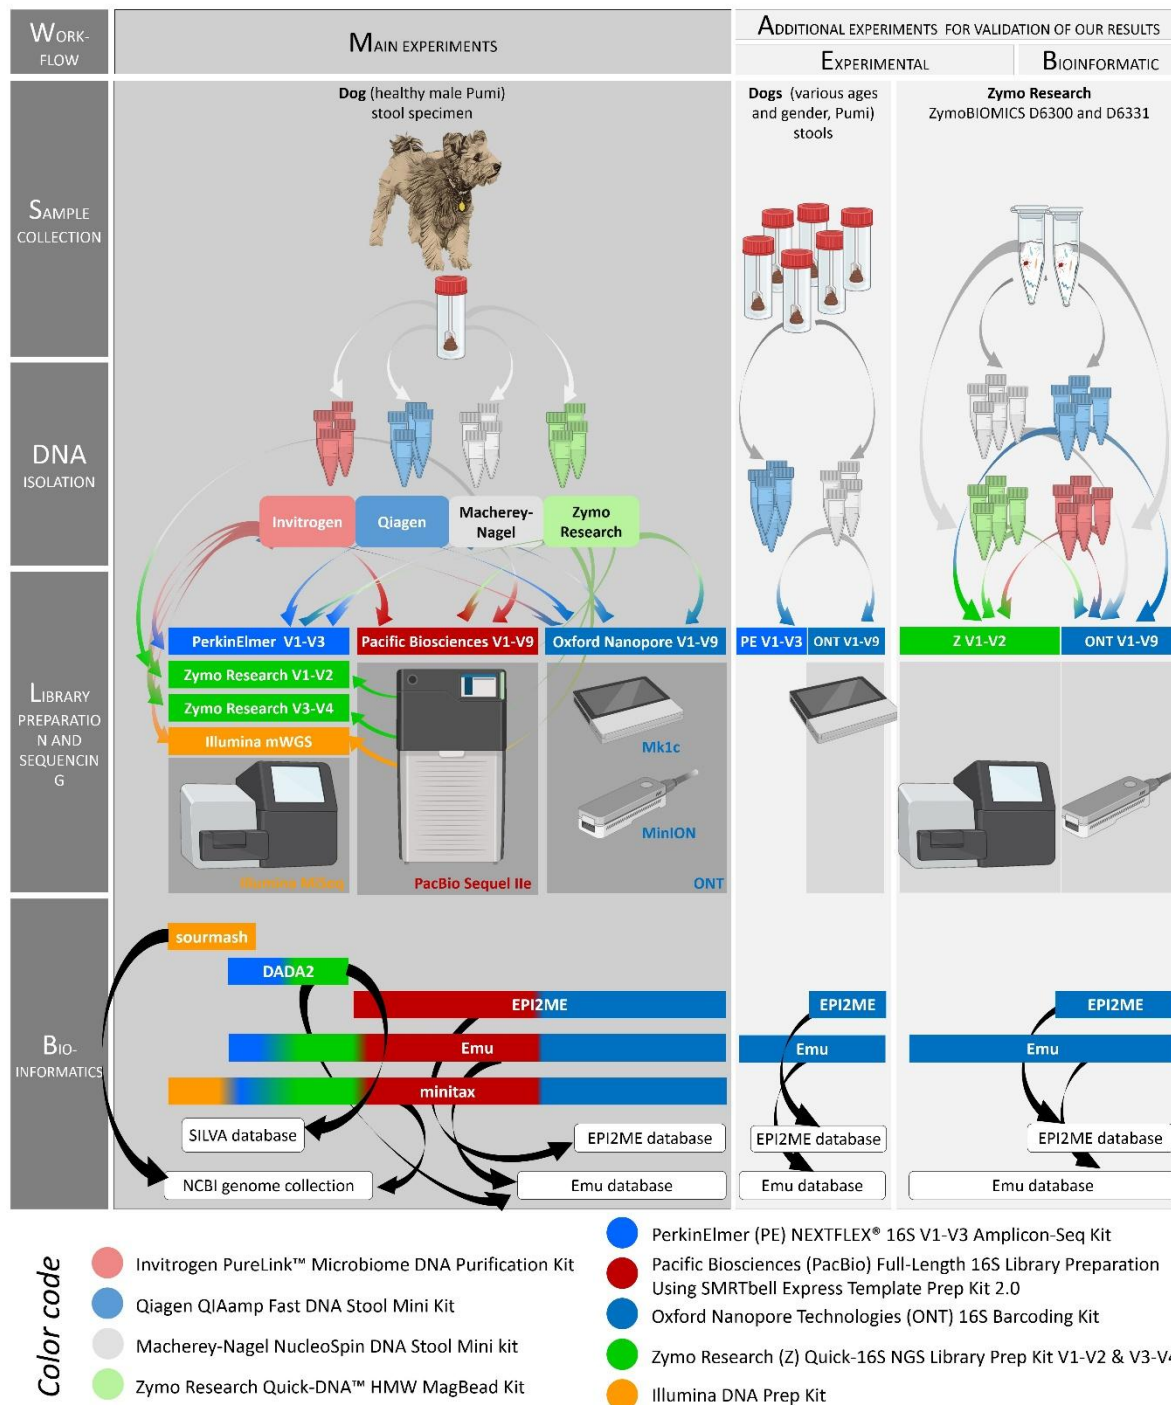 WORK-
FLOW
MAIN EXPERIMENTS
ADDITIONAL EXPERIMENTS FOR VALIDATION OF OUR RESULTS
EXPERIMENTAL
BIOINFORMATIC
SAMPLE
COLLECTION
Dog (healthy male Pumi)
stool specimen
Dogs (various ages
and gender, Pumi)
stools
Zymo Research
ZymoBIOMICS D6300 and D6331
DNA
ISOLATION
Invitrogen
Qiagen
Macherey-
Nagel
Zymo
Research
LIBRARY
PREPARATIO
N AND
SEQUENCIN
G
PerkinElmer V1-V3
Pacific Biosciences V1-V9
Oxford Nanopore V1-V9
PE V1-V3
ONT V1-V9
Z V1-V2
ONT V1-V9
Zymo Research V1-V2
Zymo Research V3-V4
Illumina mWGS
Mk1c
MinION
Illumina MiSeq
PacBio Sequel IIe
ONT
BIO-
INFORMATICS
sourmash
DADA2
EPI2ME
EPI2ME
EPI2ME
Emu
Emu
Emu
minitax
SILVA database
EPI2ME database
EPI2ME database
EPI2ME database
NCBI genome collection
Emu database
Emu database
Emu database
Color code
Invitrogen PureLink™ Microbiome DNA Purification Kit
Qiagen QIAamp Fast DNA Stool Mini Kit
Macherey-Nagel NucleoSpin DNA Stool Mini kit
Zymo Research Quick-DNA™ HMW MagBead Kit
PerkinElmer (PE) NEXTFLEX® 16S V1-V3 Amplicon-Seq Kit
Pacific Biosciences (PacBio) Full-Length 16S Library Preparation
Using SMRTbell Express Template Prep Kit 2.0
Oxford Nanopore Technologies (ONT) 16S Barcoding Kit
Zymo Research (Z) Quick-16S NGS Library Prep Kit V1-V2 & V3-V4
Illumina DNA Prep Kit